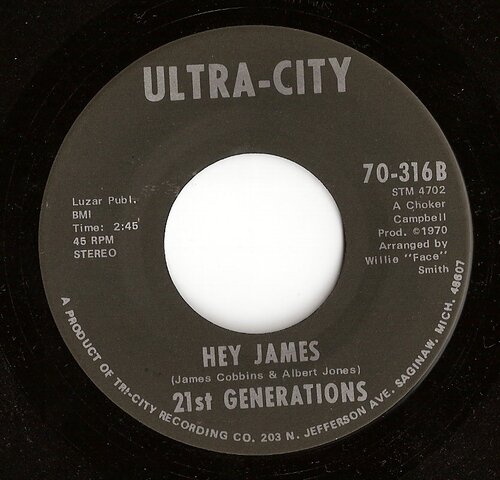 ULTRA-CITY
70-316B
STM 4702
A Choker
Campbell
Prod. ©1970
Arranged by
Willie "Face"
Smith
Luzar Publ.
BMI
Time: 2:45
45 RPM
STEREO
HEY JAMES
(James Cobbins & Albert Jones)
21st GENERATIONS
A PRODUCT OF TRI-CITY RECORDING CO. 203 N. JEFFERSON AVE. SAGINAW, MICH. 48607